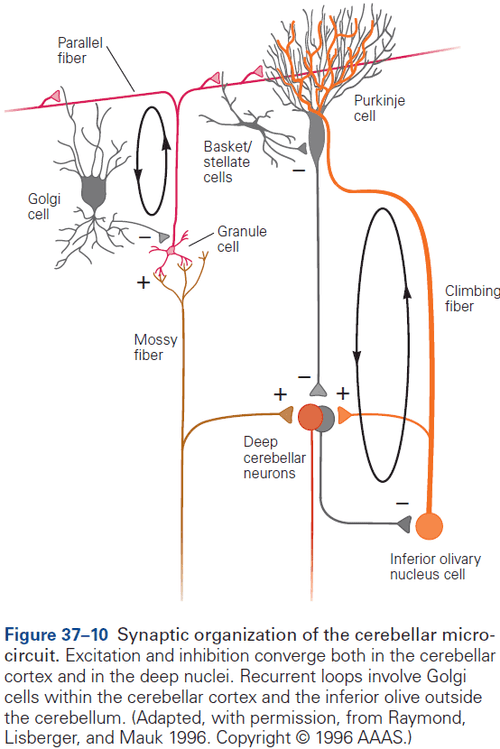 Parallel
fiber
Purkinje
cell
Basket/
stellate
cells
–
Golgi
cell
–
Granule
cell
+
Climbing
fiber
Mossy
fiber
–
+
+
Deep
cerebellar
neurons
–
Inferior olivary
nucleus cell
Figure 37–10 Synaptic organization of the cerebellar micro-
circuit. Excitation and inhibition converge both in the cerebellar
cortex and in the deep nuclei. Recurrent loops involve Golgi
cells within the cerebellar cortex and the inferior olive outside
the cerebellum. (Adapted, with permission, from Raymond,
Lisberger, and Mauk 1996. Copyright © 1996 AAAS.)